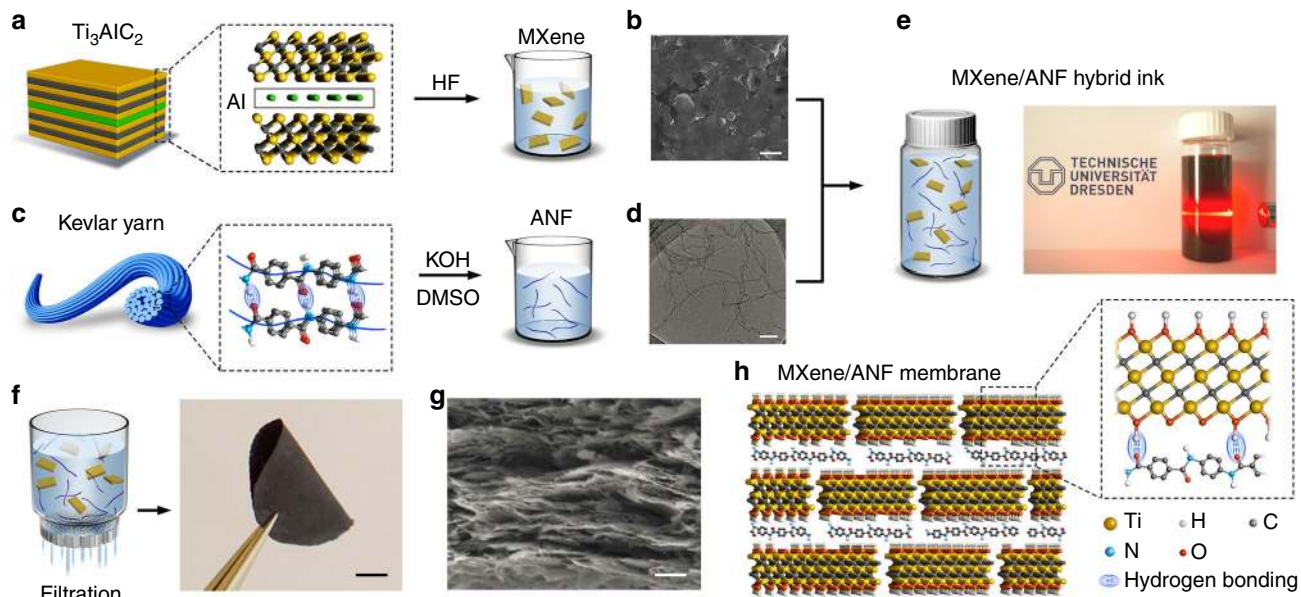 a
Ti3AlC2
Al
HF
MXene
b
c
Kevlar yarn
KOH
DMSO
ANF
d
e
MXene/ANF hybrid ink
TECHNISCHE
UNIVERSITÄT
DRESDEN
f
Filtration
g
h
MXene/ANF membrane
Ti H C
N O
Hydrogen bonding